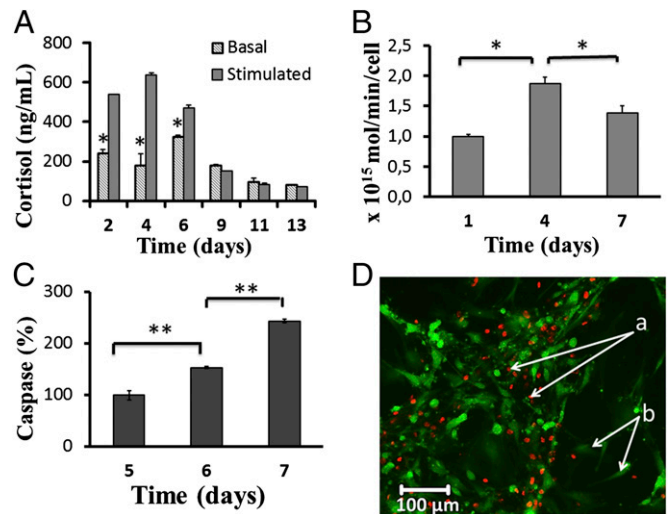 A
Cortisol (ng/mL)
800
600
400
200
0
Basal
Stimulated
*
*
*
2 4 6 9 11 13
Time (days)
B
x 10¹⁵ mol/min/cell
2,5
2,0
1,5
1,0
0,5
0,0
*
*
1 4 7
Time (days)
C
Caspase (%)
300
200
100
0
**
**
5 6 7
Time (days)
D
a
b
100 µm